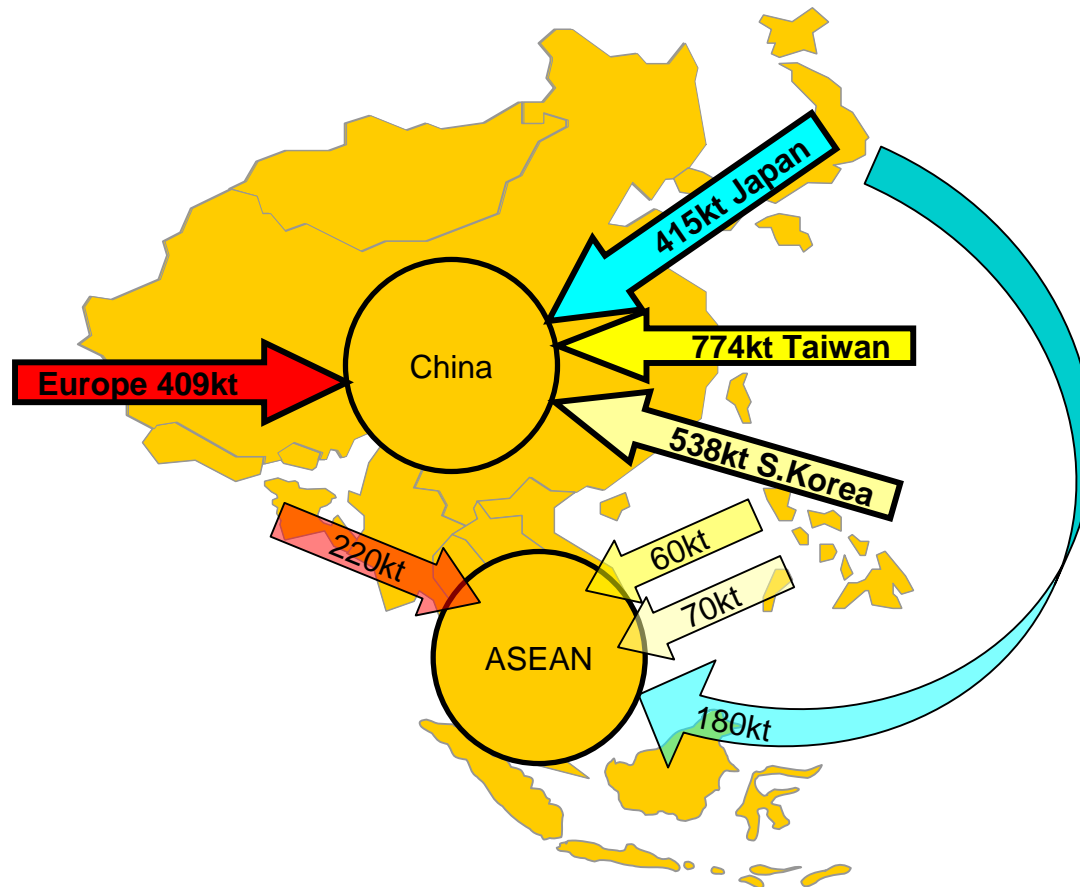 415kt Japan
774kt Taiwan
China
Europe 409kt
538kt S.Korea
220kt
60kt
70kt
ASEAN
180kt